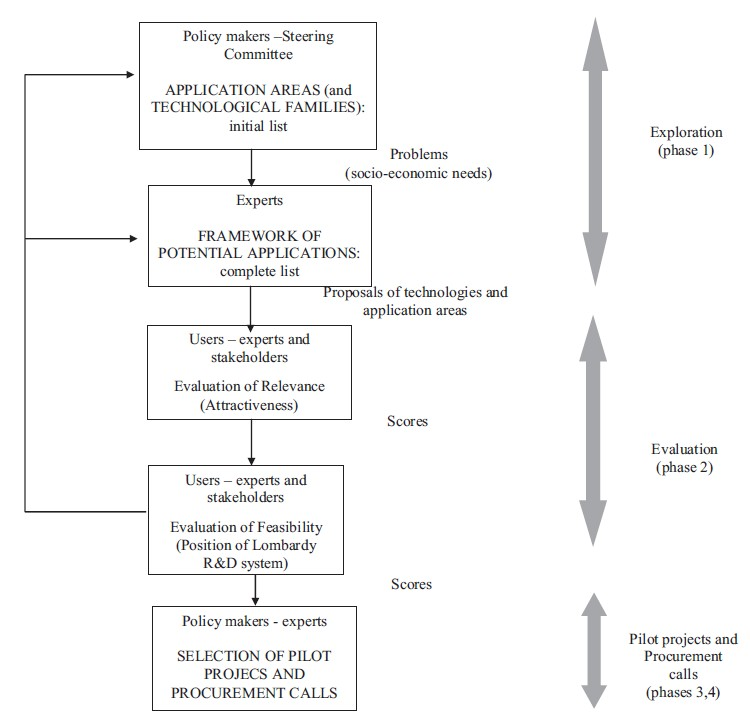 Policy makers –Steering
Committee
APPLICATION AREAS (and
TECHNOLOGICAL FAMILIES):
initial list
Problems
(socio-economic needs)
Exploration
(phase 1)
Experts
FRAMEWORK OF
POTENTIAL APPLICATIONS:
complete list
Proposals of technologies and
application areas
Users – experts and
stakeholders
Evaluation of Relevance
(Attractiveness)
Scores
Evaluation
(phase 2)
Users – experts and
stakeholders
Evaluation of Feasibility
(Position of Lombardy
R&D system)
Scores
Policy makers - experts
SELECTION OF PILOT
PROJECS AND
PROCUREMENT CALLS
Pilot projects and
Procurement
calls
(phases 3,4)